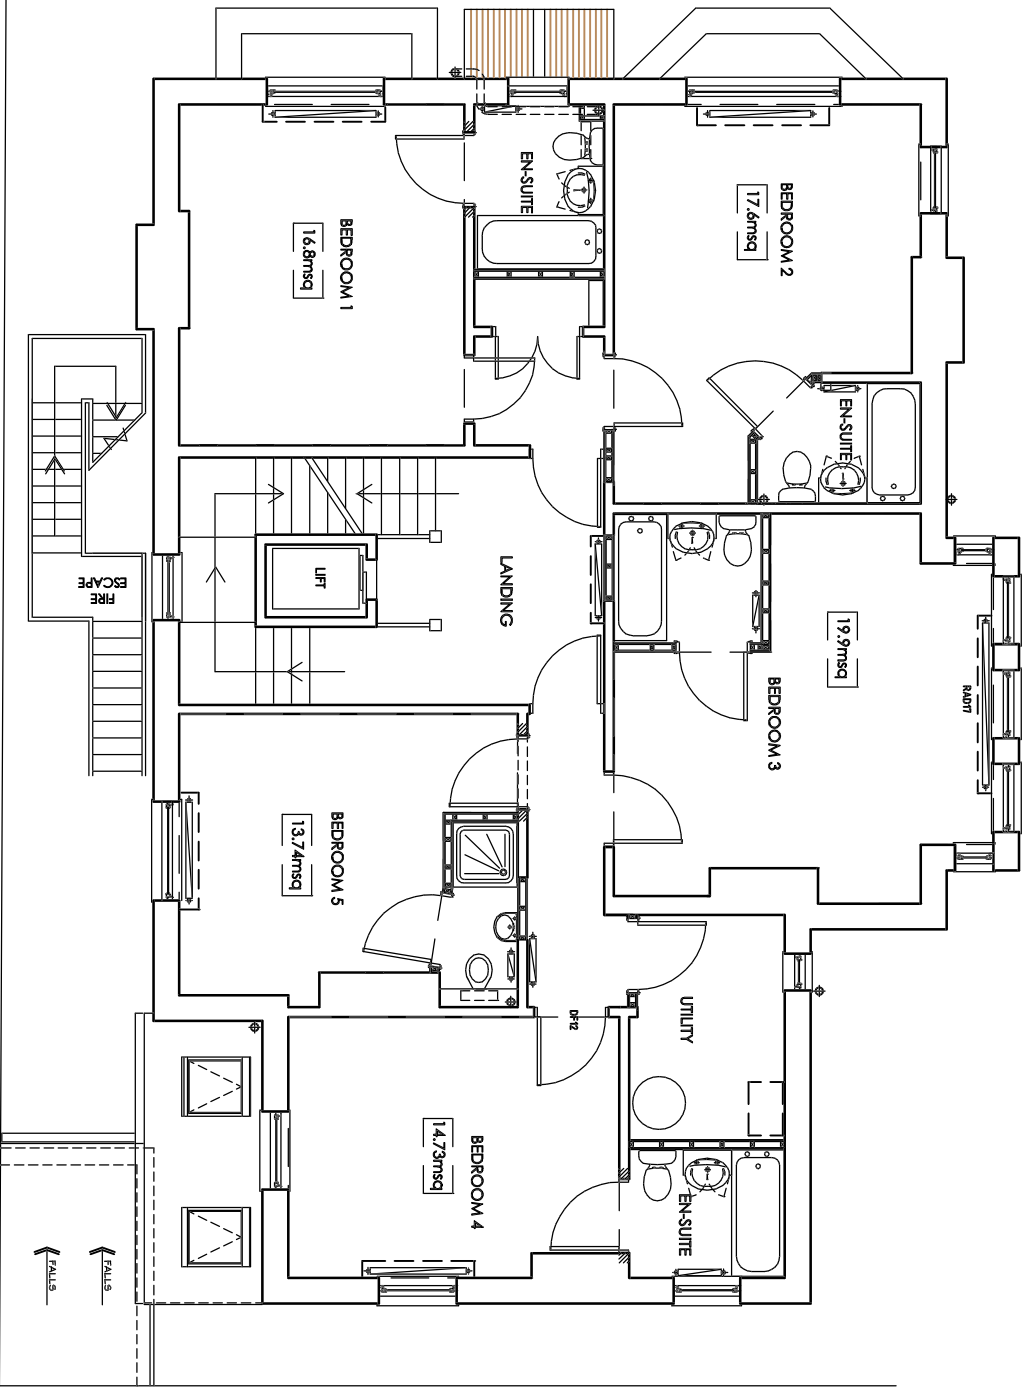 EN-SUITE
BEDROOM 2
17.6msq
BEDROOM 1
16.8msq
EN-SUITE
FIRE
ESCAPE
LIFT
LANDING
19.9msq
BEDROOM 3
RAD17
BEDROOM 5
13.74msq
UTILITY
DF12
BEDROOM 4
14.73msq
EN-SUITE
FALLS
FALLS